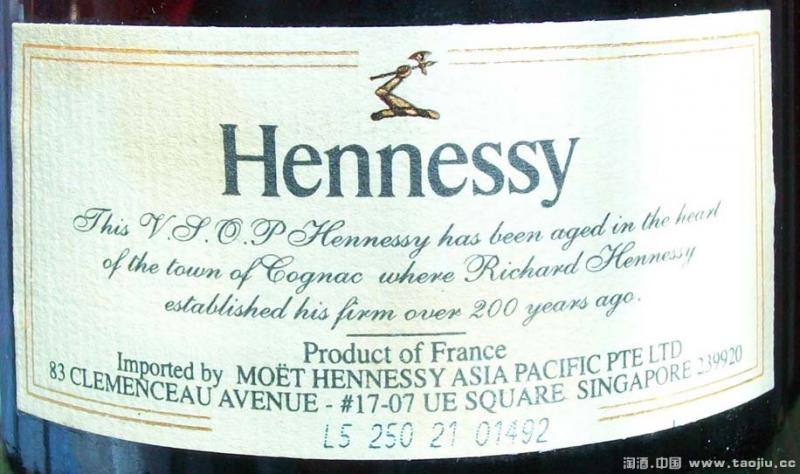 Hennessy
This V.S.O.P Hennessy has been aged in the heart
of the town of Cognac where Richard Hennessy
established his firm over 200 years ago.
Product of France
Imported by MOËT HENNESSY ASIA PACIFIC PTE LTD
83 CLEMENCEAU AVENUE - #17-07 UE SQUARE SINGAPORE 239920
L5 250 21 01492
淘酒.中国 www.taojiu.cc